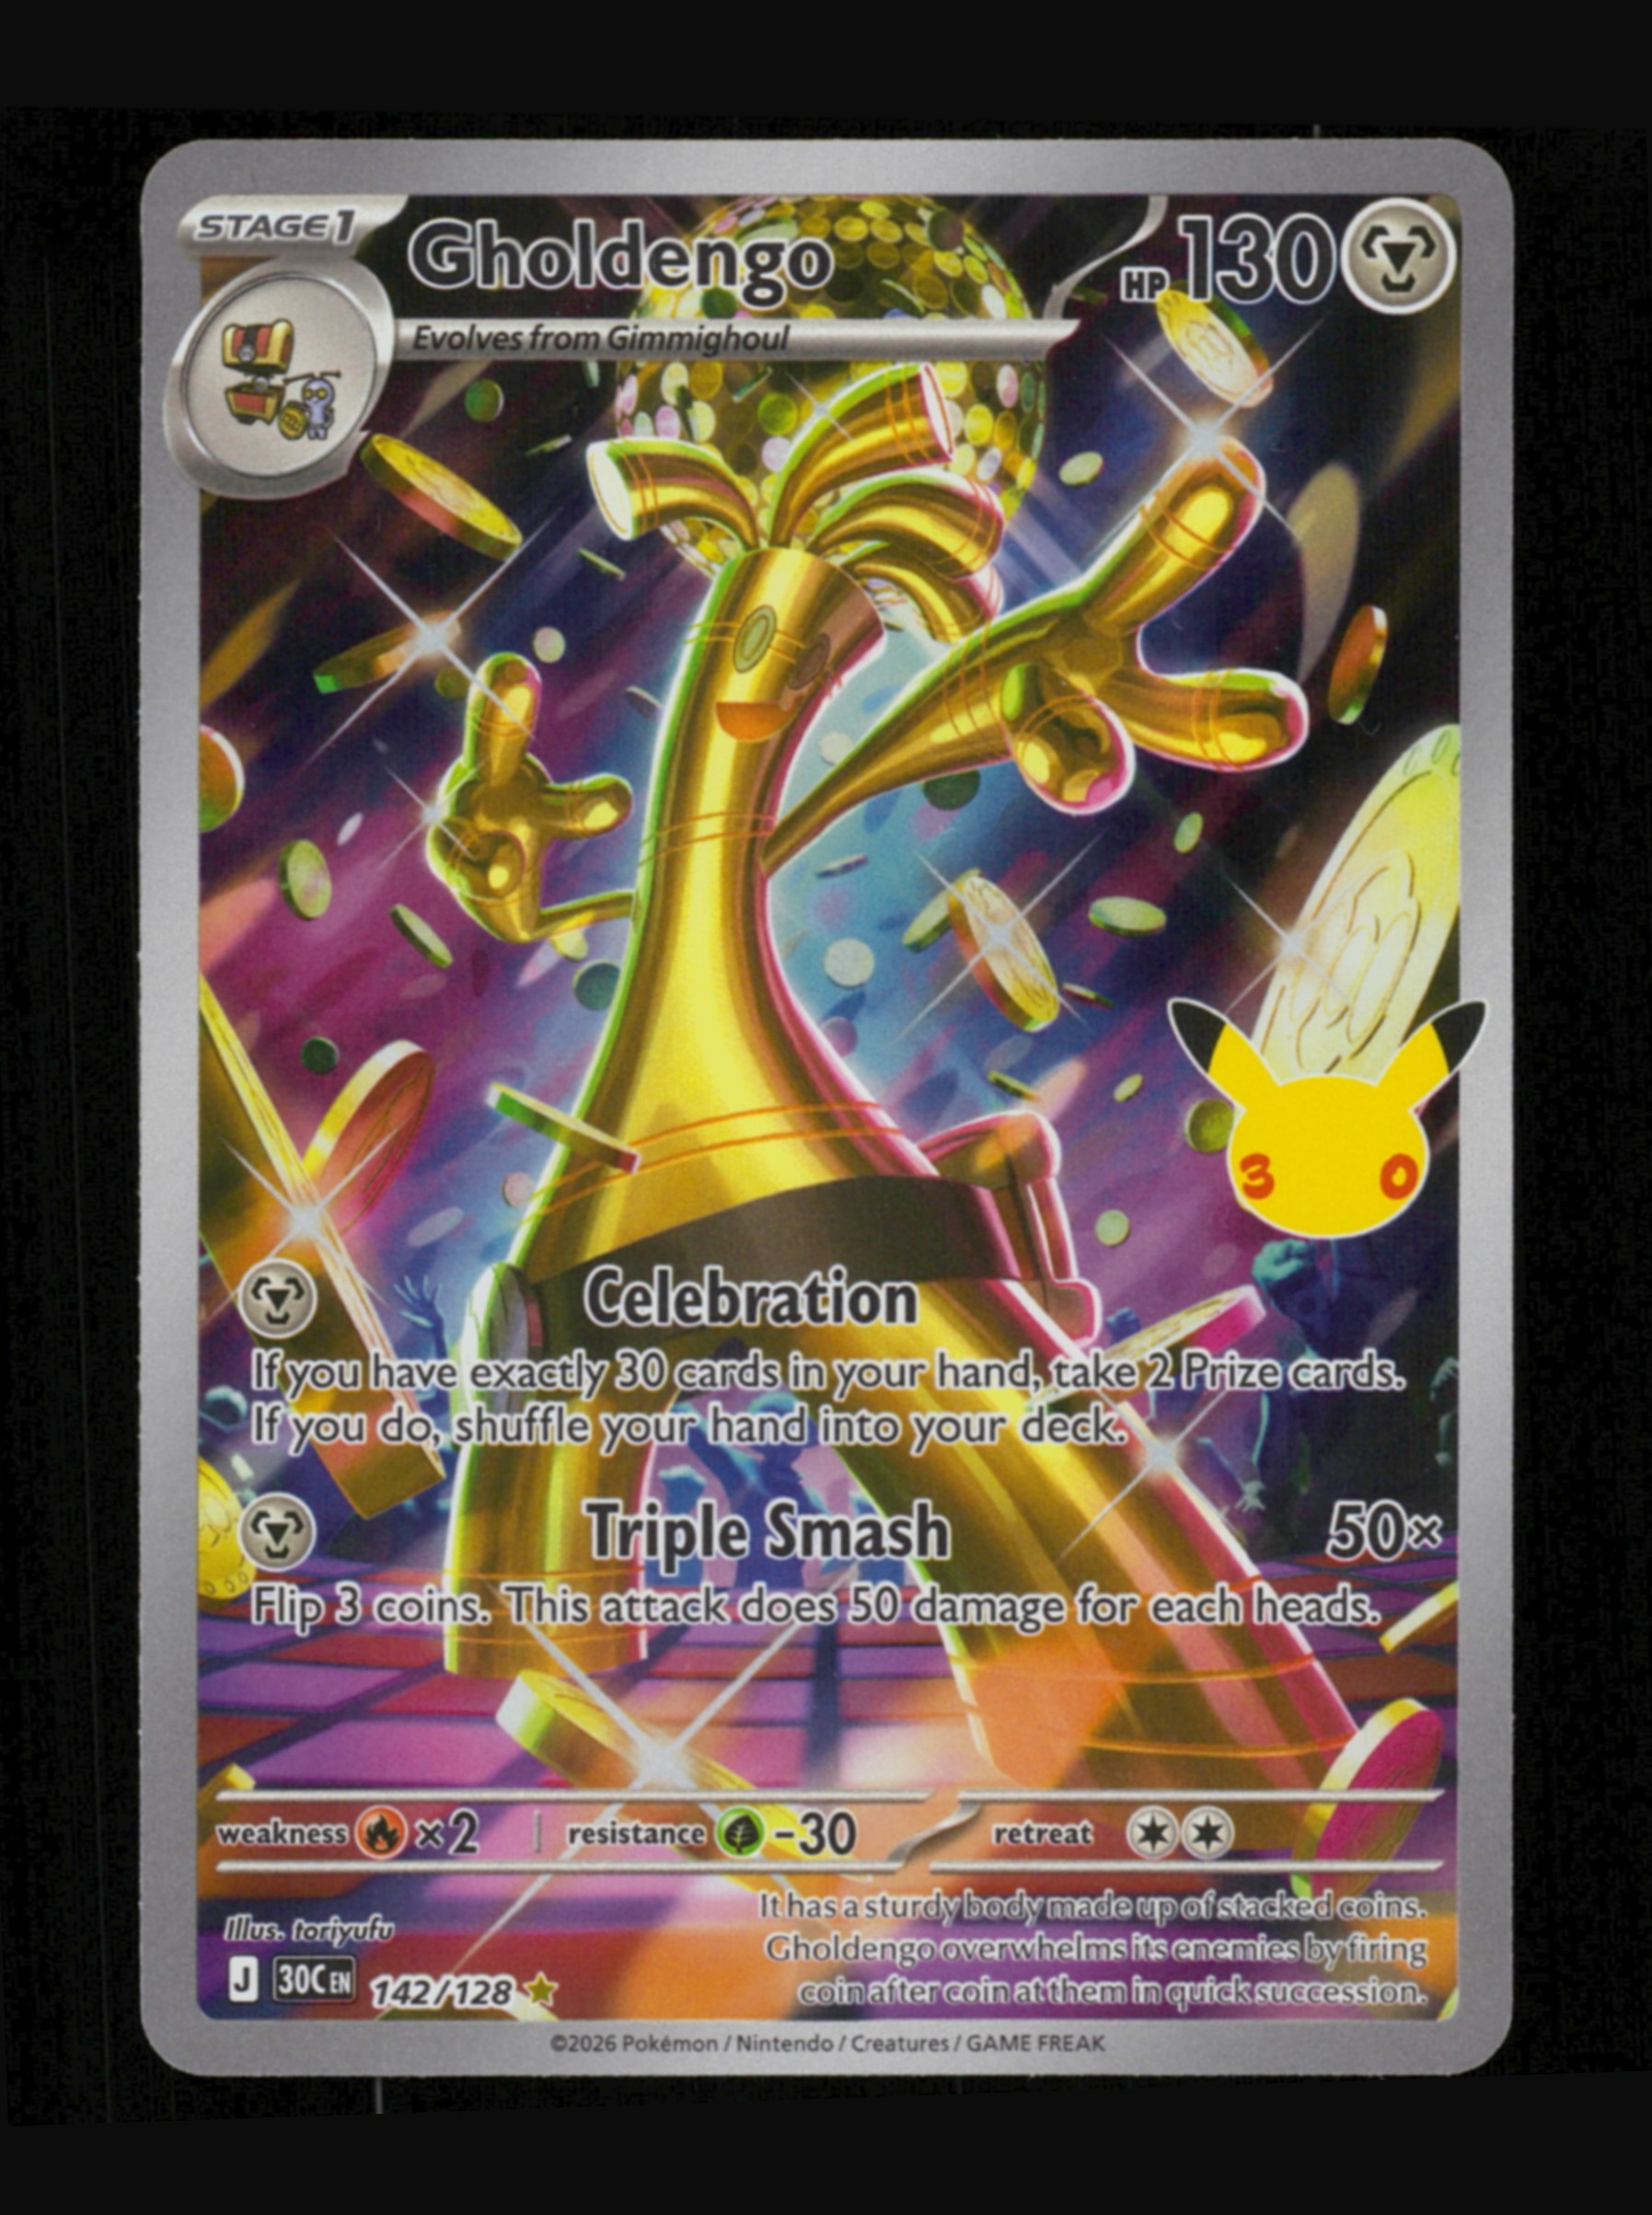 STAGE 1
Gholdengo
HP 130
Evolves from Gimmighoul
3 0
Celebration
If you have exactly 30 cards in your hand, take 2 Prize cards.
If you do, shuffle your hand into your deck.
Triple Smash 50×
Flip 3 coins. This attack does 50 damage for each heads.
weakness ×2 resistance -30 retreat
It has a sturdy body made up of stacked coins.
Gholdengo overwhelms its enemies by firing
coin after coin at them in quick succession.
Illus. toriyufu
J 30C EN 142/128
©2026 Pokémon / Nintendo / Creatures / GAME FREAK